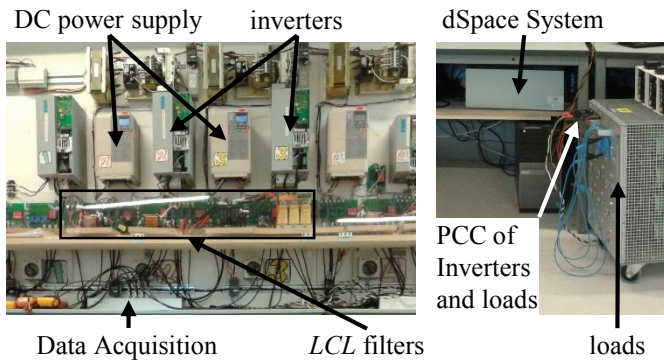 DC power supply
inverters
dSpace System
PCC of
Inverters
and loads
Data Acquisition
LCL filters
loads